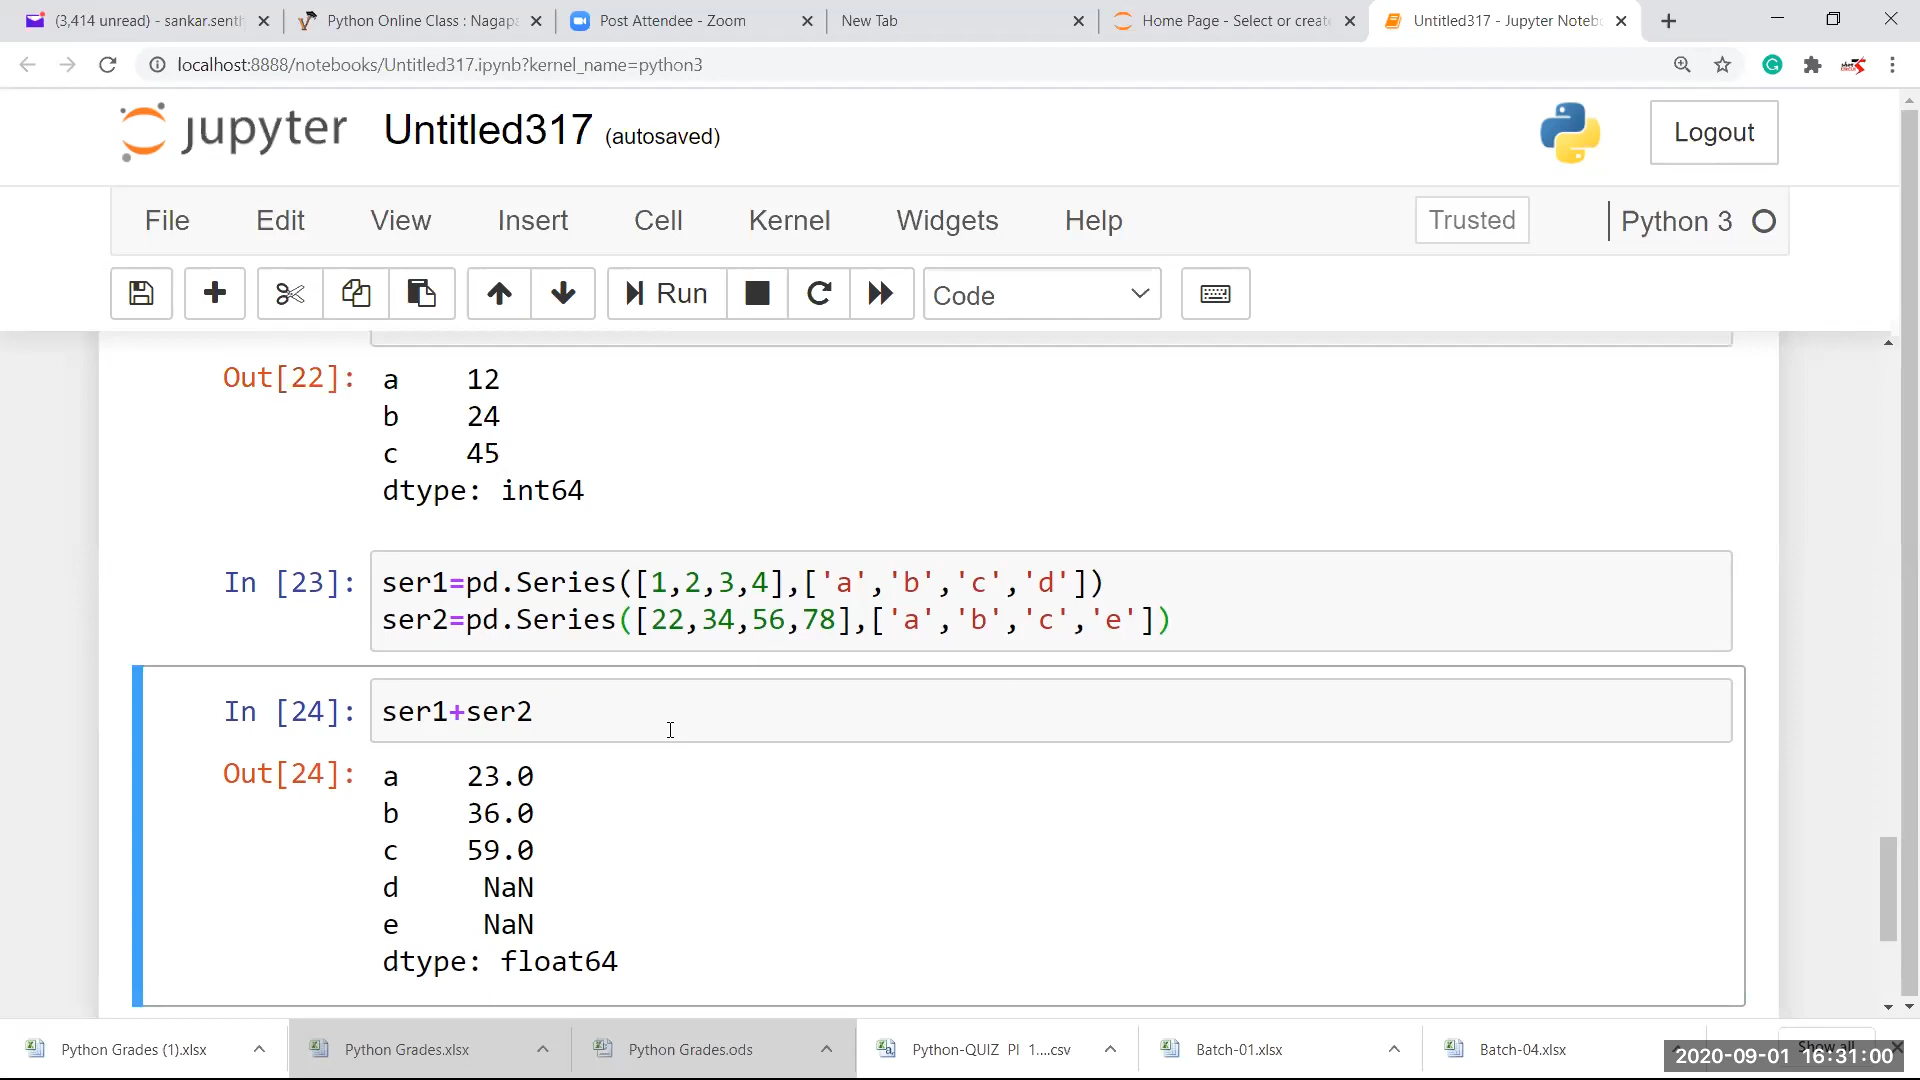 (3,414 unread) - sankar.senth
Python Online Class : Nagapa
Post Attendee - Zoom
New Tab
Home Page - Select or create
Untitled317 - Jupyter Notebo
localhost:8888/notebooks/Untitled317.ipynb?kernel_name=python3
jupyter Untitled317 (autosaved)
Logout
File Edit View Insert Cell Kernel Widgets Help Trusted Python 3
Run Code
Out[22]: a 12
b 24
c 45
dtype: int64
In [23]: ser1=pd.Series([1,2,3,4],['a','b','c','d'])
ser2=pd.Series([22,34,56,78],['a','b','c','e'])
In [24]: ser1+ser2
Out[24]: a 23.0
b 36.0
c 59.0
d NaN
e NaN
dtype: float64
Python Grades (1).xlsx
Python Grades.xlsx
Python Grades.ods
Python-QUIZ PI 1....csv
Batch-01.xlsx
Batch-04.xlsx
Show all
2020-09-01 16:31:00